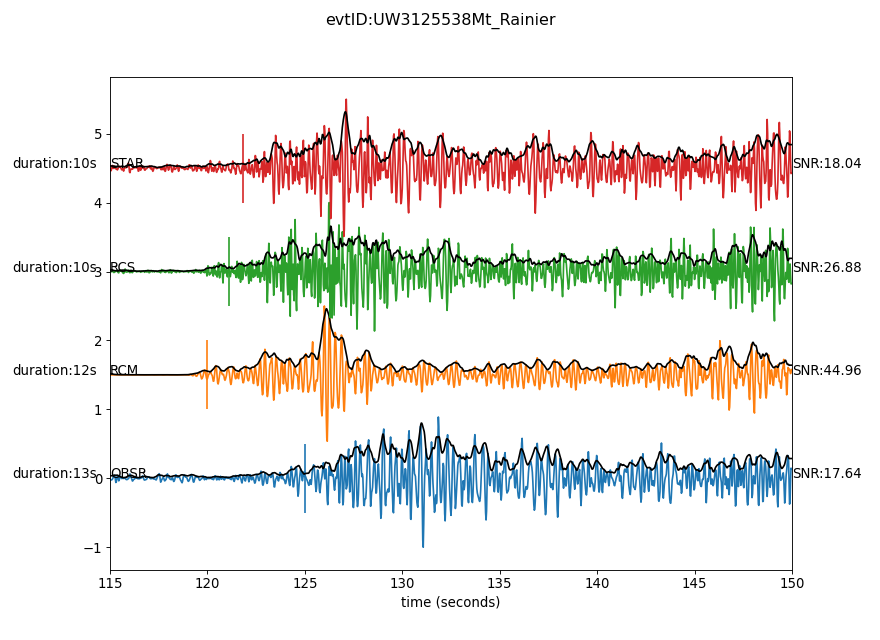 evtID:UW3125538Mt_Rainier
5
duration:10s STAR SNR:18.04
4
duration:10s 3 RCS SNR:26.88
2
duration:12s RCM SNR:44.96
1
duration:13s 0 OBSR SNR:17.64
−1
115 120 125 130 135 140 145 150
time (seconds)